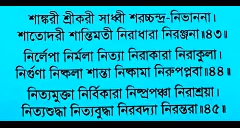 শাঙ্করী শ্রীকরী সাধ্বী শরচ্চন্দ্র-নিভাননা।
শাতোদরী শান্তিমতী নিরাধারা নিরঞ্জনা॥৪৩॥
নির্লেপা নির্মলা নিত্যা নিরাকারা নিরাকুলা।
নির্গুণা নিষ্কলা শান্তা নিষ্কামা নিরুপপ্লবা॥৪৪॥
নিত্যমুক্তা নির্বিকারা নিষ্প্রপঞ্চা নিরাশ্রয়া।
নিত্যশুদ্ধা নিত্যবুদ্ধা নিরবদ্যা নিরন্তরা॥৪৫॥